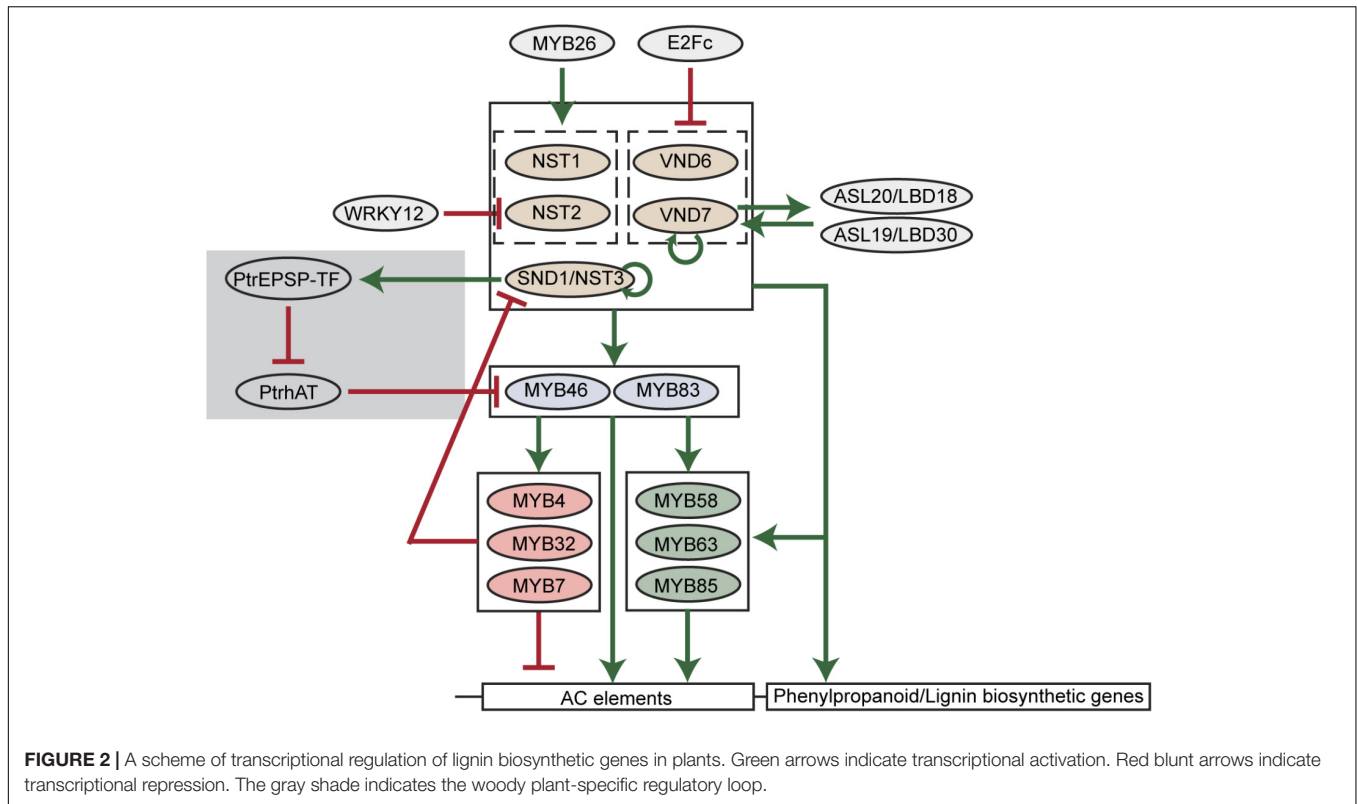 MYB26
E2Fc
NST1
VND6
NST2
VND7
WRKY12
ASL20/LBD18
ASL19/LBD30
PtrEPSP-TF
SND1/NST3
PtrhAT
MYB46
MYB83
MYB4
MYB58
MYB32
MYB63
MYB7
MYB85
AC elements
Phenylpropanoid/Lignin biosynthetic genes
FIGURE 2 | A scheme of transcriptional regulation of lignin biosynthetic genes in plants. Green arrows indicate transcriptional activation. Red blunt arrows indicate
transcriptional repression. The gray shade indicates the woody plant-specific regulatory loop.